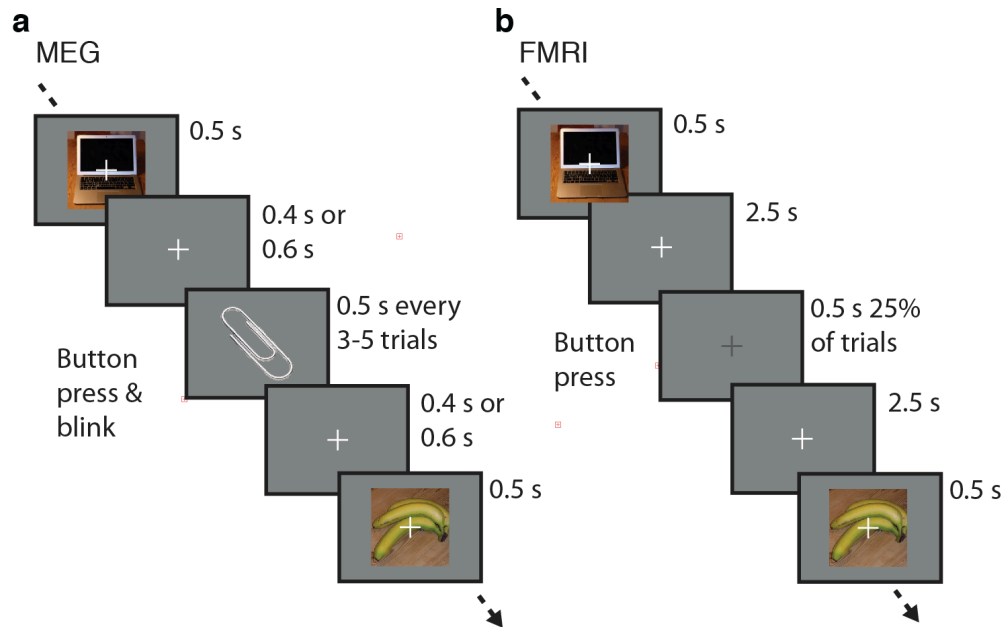 a
MEG
0.5 s
0.4 s or
0.6 s
0.5 s every
3-5 trials
Button
press &
blink
0.4 s or
0.6 s
0.5 s
b
FMRI
0.5 s
2.5 s
0.5 s 25%
of trials
Button
press
2.5 s
0.5 s